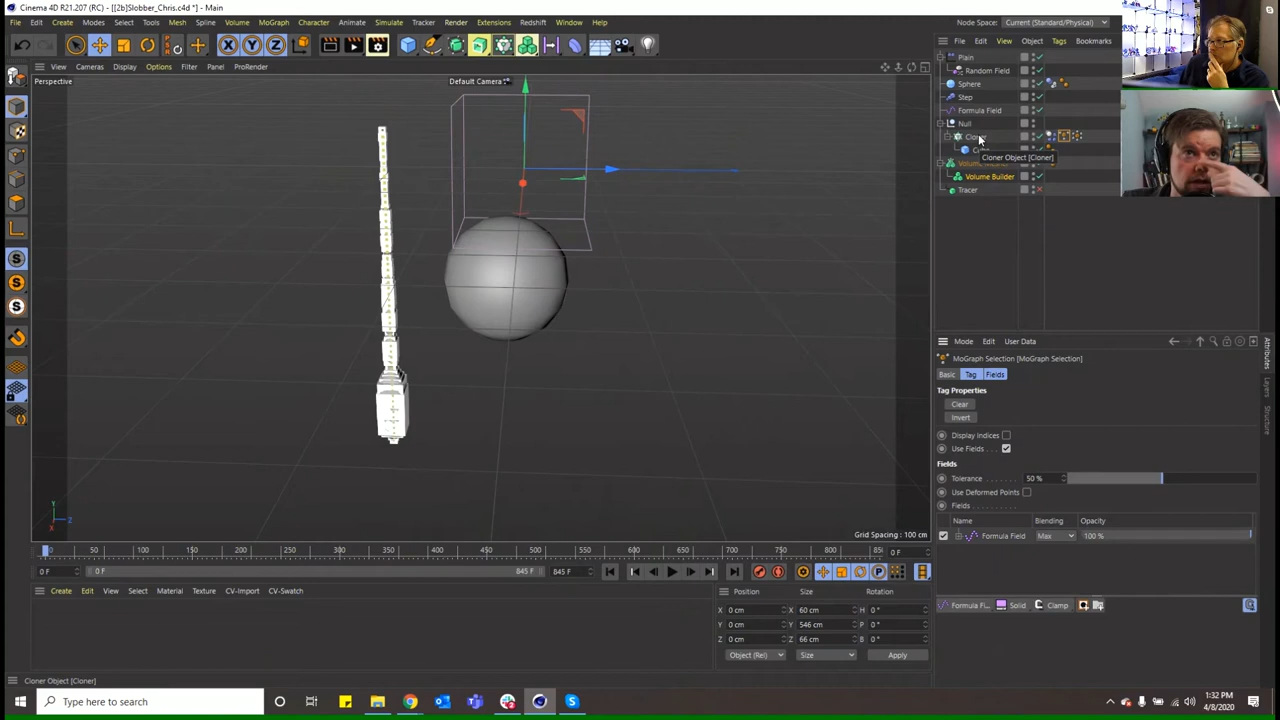 Cinema 4D R21.207 (RC - R21) - [[2b]Slobber_Chris.c4d *] - Main
File Edit Create Modes Select Tools Mesh Spline Volume MoGraph Character Animate Simulate Tracker Render Extensions Redshift Window Help
Node Space: Current (Standard/Physical)
View Cameras Display Options Filter Panel ProRender
Perspective
Default Camera
Grid Spacing : 100 cm
File Edit View Object Tags Bookmarks
Plain
Random Field
Sphere
Step
Formula Field
Null
Cloner
Cloner Object [Cloner]
Volume Builder
Tracer
Mode Edit User Data
MoGraph Selection [MoGraph Selection]
Basic Tag Fields
Tag Properties
Clear
Invert
Display Indices
Use Fields . . .
Fields
Tolerance . . . . . . . 50 %
Use Deformed Points
Fields . . . . . . . . . .
Name Blending Opacity
Formula Field Max 100 %
Formula Fi... Solid Clamp
Attributes
Layers
Structure
0 50 100 150 200 250 300 350 400 450 500 550 600 650 700 750 800 0 F
0 F 0 F 845 F 845 F
Create Edit View Select Material Texture CV-Import CV-Swatch
Position Size Rotation
X 0 cm X 60 cm H 0 °
Y 0 cm Y 546 cm P 0 °
Z 0 cm Z 66 cm B 0 °
Object (Rel) Size Apply
Cloner Object [Cloner]
Type here to search
1:32 PM
4/8/2020